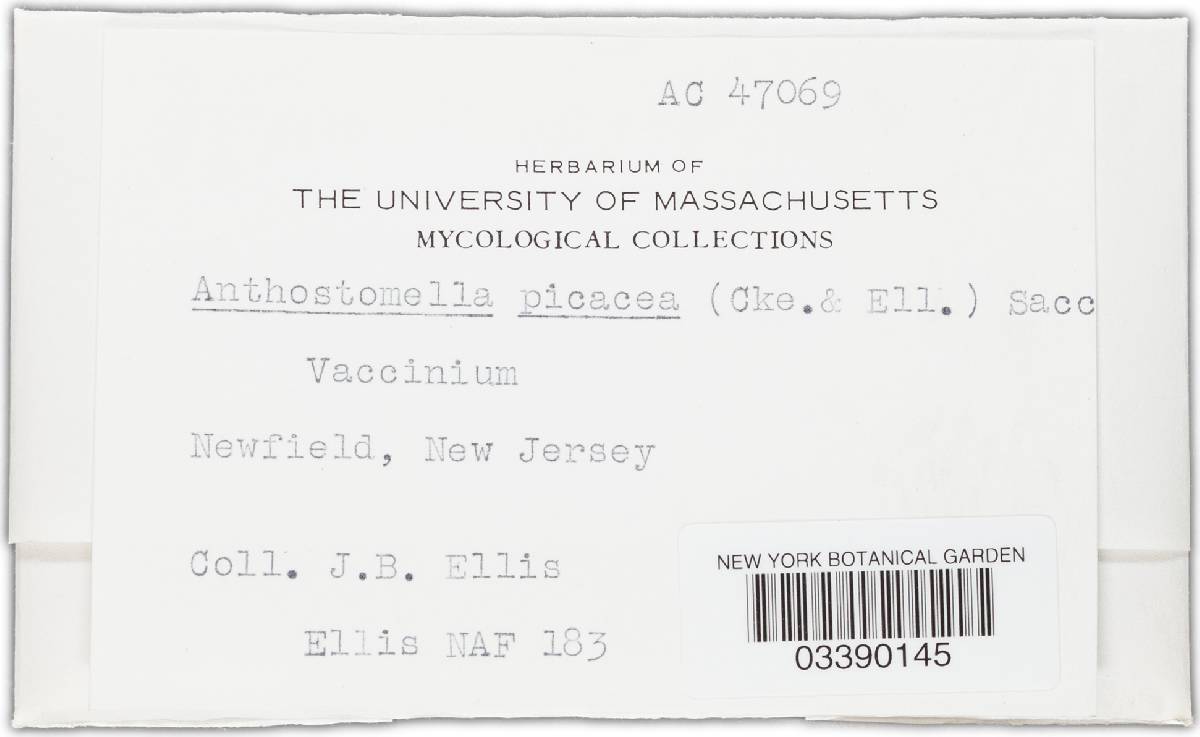 AC 47069
HERBARIUM OF
THE UNIVERSITY OF MASSACHUSETTS
MYCOLOGICAL COLLECTIONS
Anthostomella picacea (Cke.& Ell.) Sacc
Vaccinium
Newfield, New Jersey
Coll. J.B. Ellis
Ellis NAF 183
NEW YORK BOTANICAL GARDEN
03390145